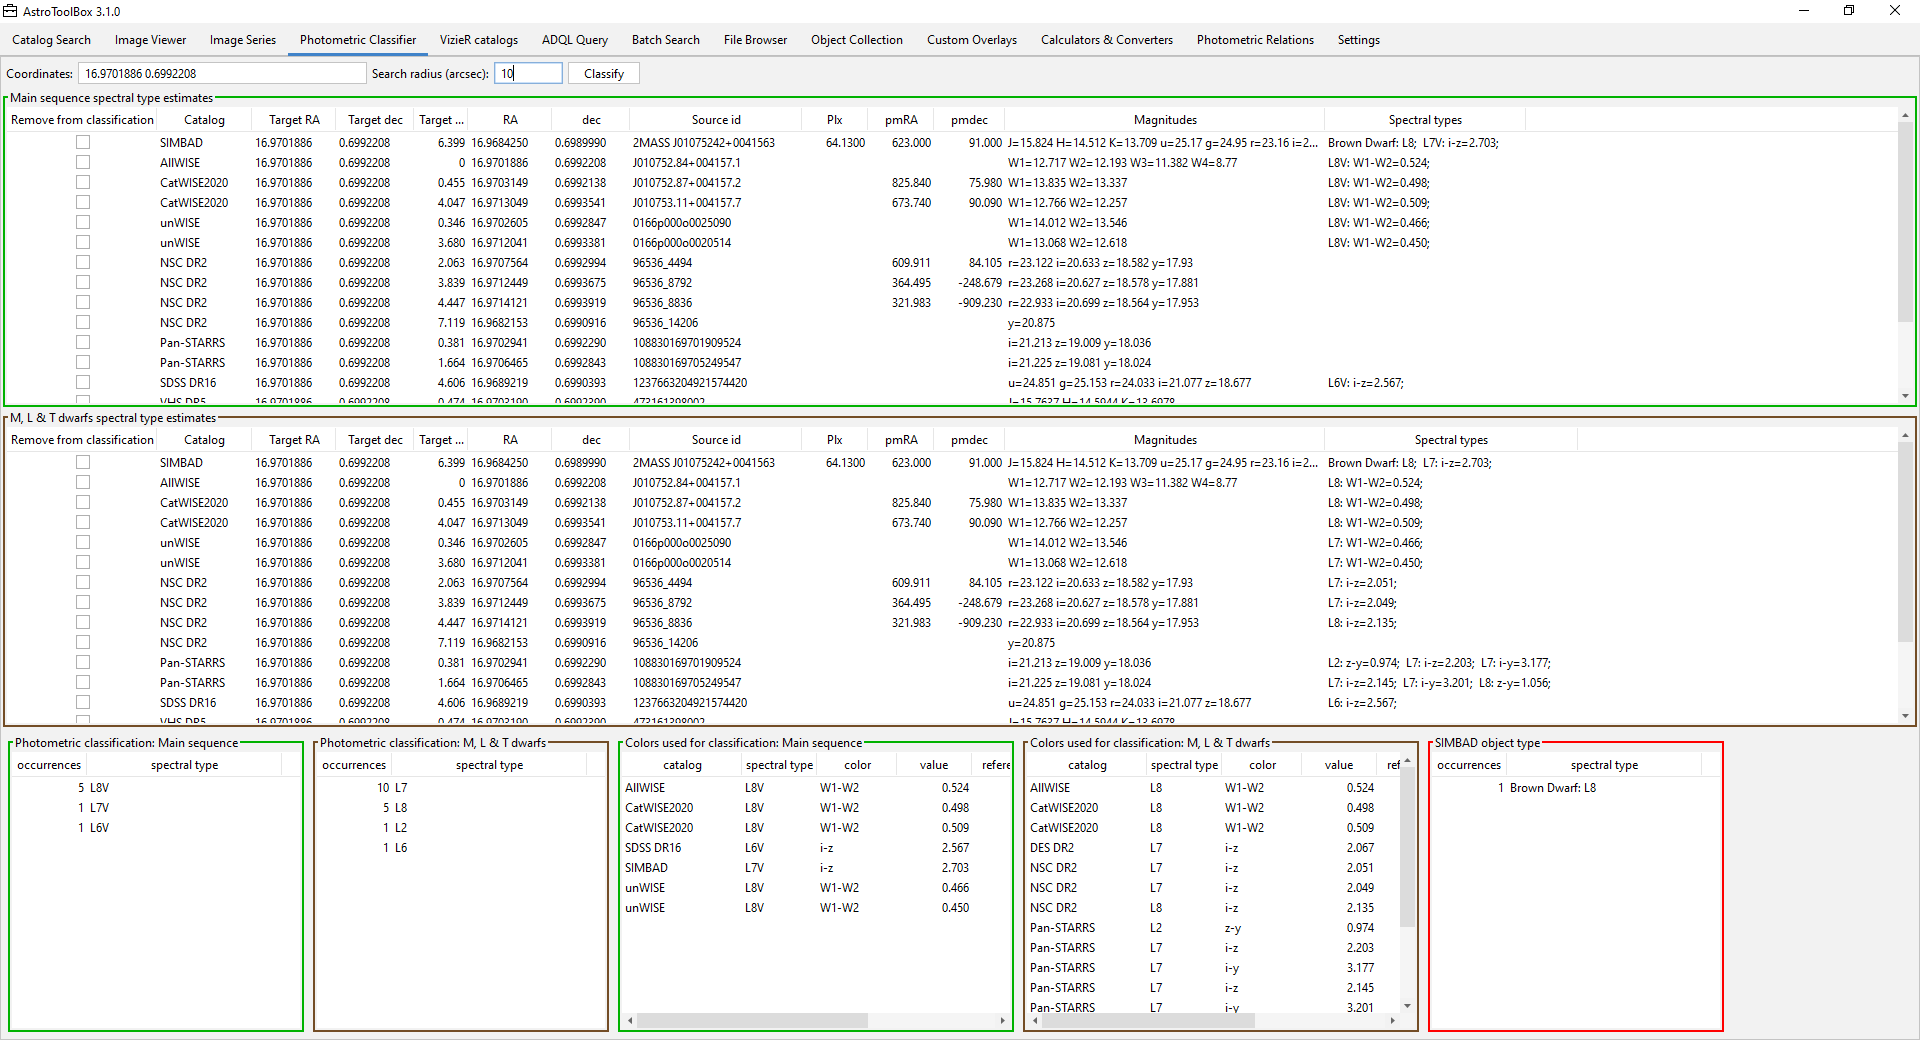 AstroToolBox 3.1.0
Catalog Search Image Viewer Image Series Photometric Classifier VizieR catalogs ADQL Query Batch Search File Browser Object Collection Custom Overlays Calculators & Converters Photometric Relations Settings
Coordinates: 16.9701886 0.6992208 Search radius (arcsec): 10 Classify
Main sequence spectral type estimates
Remove from classification Catalog Target RA Target dec Target ... RA dec Source id Plx pmRA pmdec Magnitudes Spectral types
SIMBAD 16.9701886 0.6992208 6.399 16.9684250 0.6989990 2MASS J01075242+0041563 64.1300 623.000 91.000 J=15.824 H=14.512 K=13.709 u=25.17 g=24.95 r=23.16 i=2... Brown Dwarf: L8; L7V: i-z=2.703;
AllWISE 16.9701886 0.6992208 0 16.9701886 0.6992208 J010752.84+004157.1 W1=12.717 W2=12.193 W3=11.382 W4=8.77 L8V: W1-W2=0.524;
CatWISE2020 16.9701886 0.6992208 0.455 16.9703149 0.6992138 J010752.87+004157.2 825.840 75.980 W1=13.835 W2=13.337 L8V: W1-W2=0.498;
CatWISE2020 16.9701886 0.6992208 4.047 16.9713049 0.6993541 J010753.11+004157.7 673.740 90.090 W1=12.766 W2=12.257 L8V: W1-W2=0.509;
unWISE 16.9701886 0.6992208 0.346 16.9702605 0.6992847 0166p000o0025090 W1=14.012 W2=13.546 L8V: W1-W2=0.466;
unWISE 16.9701886 0.6992208 3.680 16.9712041 0.6993381 0166p000o0020514 W1=13.068 W2=12.618 L8V: W1-W2=0.450;
NSC DR2 16.9701886 0.6992208 2.063 16.9707564 0.6992994 96536_4494 609.911 84.105 r=23.122 i=20.633 z=18.582 y=17.93
NSC DR2 16.9701886 0.6992208 3.839 16.9712449 0.6993675 96536_8792 364.495 -248.679 r=23.268 i=20.627 z=18.578 y=17.881
NSC DR2 16.9701886 0.6992208 4.447 16.9714121 0.6993919 96536_8836 321.983 -909.230 r=22.933 i=20.699 z=18.564 y=17.953
NSC DR2 16.9701886 0.6992208 7.119 16.9682153 0.6990916 96536_14206 y=20.875
Pan-STARRS 16.9701886 0.6992208 0.381 16.9702941 0.6992290 108830169701909524 i=21.213 z=19.009 y=18.036
Pan-STARRS 16.9701886 0.6992208 1.664 16.9706465 0.6992843 108830169705249547 i=21.225 z=19.081 y=18.024
SDSS DR16 16.9701886 0.6992208 4.606 16.9689219 0.6990393 1237663204921574420 u=24.851 g=25.153 r=24.033 i=21.077 z=18.677 L6V: i-z=2.567;
VHS DR5 16.9701886 0.6992208 0.474 16.9703190 0.6992390 473161398002 J=15.7637 H=14.5944 K=13.6978
M, L & T dwarfs spectral type estimates
Remove from classification Catalog Target RA Target dec Target ... RA dec Source id Plx pmRA pmdec Magnitudes Spectral types
SIMBAD 16.9701886 0.6992208 6.399 16.9684250 0.6989990 2MASS J01075242+0041563 64.1300 623.000 91.000 J=15.824 H=14.512 K=13.709 u=25.17 g=24.95 r=23.16 i=2... Brown Dwarf: L8; L7: i-z=2.703;
AllWISE 16.9701886 0.6992208 0 16.9701886 0.6992208 J010752.84+004157.1 W1=12.717 W2=12.193 W3=11.382 W4=8.77 L8: W1-W2=0.524;
CatWISE2020 16.9701886 0.6992208 0.455 16.9703149 0.6992138 J010752.87+004157.2 825.840 75.980 W1=13.835 W2=13.337 L8: W1-W2=0.498;
CatWISE2020 16.9701886 0.6992208 4.047 16.9713049 0.6993541 J010753.11+004157.7 673.740 90.090 W1=12.766 W2=12.257 L8: W1-W2=0.509;
unWISE 16.9701886 0.6992208 0.346 16.9702605 0.6992847 0166p000o0025090 W1=14.012 W2=13.546 L7: W1-W2=0.466;
unWISE 16.9701886 0.6992208 3.680 16.9712041 0.6993381 0166p000o0020514 W1=13.068 W2=12.618 L7: W1-W2=0.450;
NSC DR2 16.9701886 0.6992208 2.063 16.9707564 0.6992994 96536_4494 609.911 84.105 r=23.122 i=20.633 z=18.582 y=17.93 L7: i-z=2.051;
NSC DR2 16.9701886 0.6992208 3.839 16.9712449 0.6993675 96536_8792 364.495 -248.679 r=23.268 i=20.627 z=18.578 y=17.881 L7: i-z=2.049;
NSC DR2 16.9701886 0.6992208 4.447 16.9714121 0.6993919 96536_8836 321.983 -909.230 r=22.933 i=20.699 z=18.564 y=17.953 L8: i-z=2.135;
NSC DR2 16.9701886 0.6992208 7.119 16.9682153 0.6990916 96536_14206 y=20.875
Pan-STARRS 16.9701886 0.6992208 0.381 16.9702941 0.6992290 108830169701909524 i=21.213 z=19.009 y=18.036 L2: z-y=0.974; L7: i-z=2.203; L7: i-y=3.177;
Pan-STARRS 16.9701886 0.6992208 1.664 16.9706465 0.6992843 108830169705249547 i=21.225 z=19.081 y=18.024 L7: i-z=2.145; L7: i-y=3.201; L8: z-y=1.056;
SDSS DR16 16.9701886 0.6992208 4.606 16.9689219 0.6990393 1237663204921574420 u=24.851 g=25.153 r=24.033 i=21.077 z=18.677 L6: i-z=2.567;
VHS DR5 16.9701886 0.6992208 0.474 16.9703190 0.6992390 473161398002 J=15.7637 H=14.5944 K=13.6978
Photometric classification: Main sequence
occurrences spectral type
5 L8V
1 L7V
1 L6V
Photometric classification: M, L & T dwarfs
occurrences spectral type
10 L7
5 L8
1 L2
1 L6
Colors used for classification: Main sequence
catalog spectral type color value refere
AllWISE L8V W1-W2 0.524
CatWISE2020 L8V W1-W2 0.498
CatWISE2020 L8V W1-W2 0.509
SDSS DR16 L6V i-z 2.567
SIMBAD L7V i-z 2.703
unWISE L8V W1-W2 0.466
unWISE L8V W1-W2 0.450
Colors used for classification: M, L & T dwarfs
catalog spectral type color value ref
AllWISE L8 W1-W2 0.524
CatWISE2020 L8 W1-W2 0.498
CatWISE2020 L8 W1-W2 0.509
DES DR2 L7 i-z 2.067
NSC DR2 L7 i-z 2.051
NSC DR2 L7 i-z 2.049
NSC DR2 L8 i-z 2.135
Pan-STARRS L2 z-y 0.974
Pan-STARRS L7 i-z 2.203
Pan-STARRS L7 i-y 3.177
Pan-STARRS L7 i-z 2.145
Pan-STARRS L7 i-y 3.201
SIMBAD object type
occurrences spectral type
1 Brown Dwarf: L8